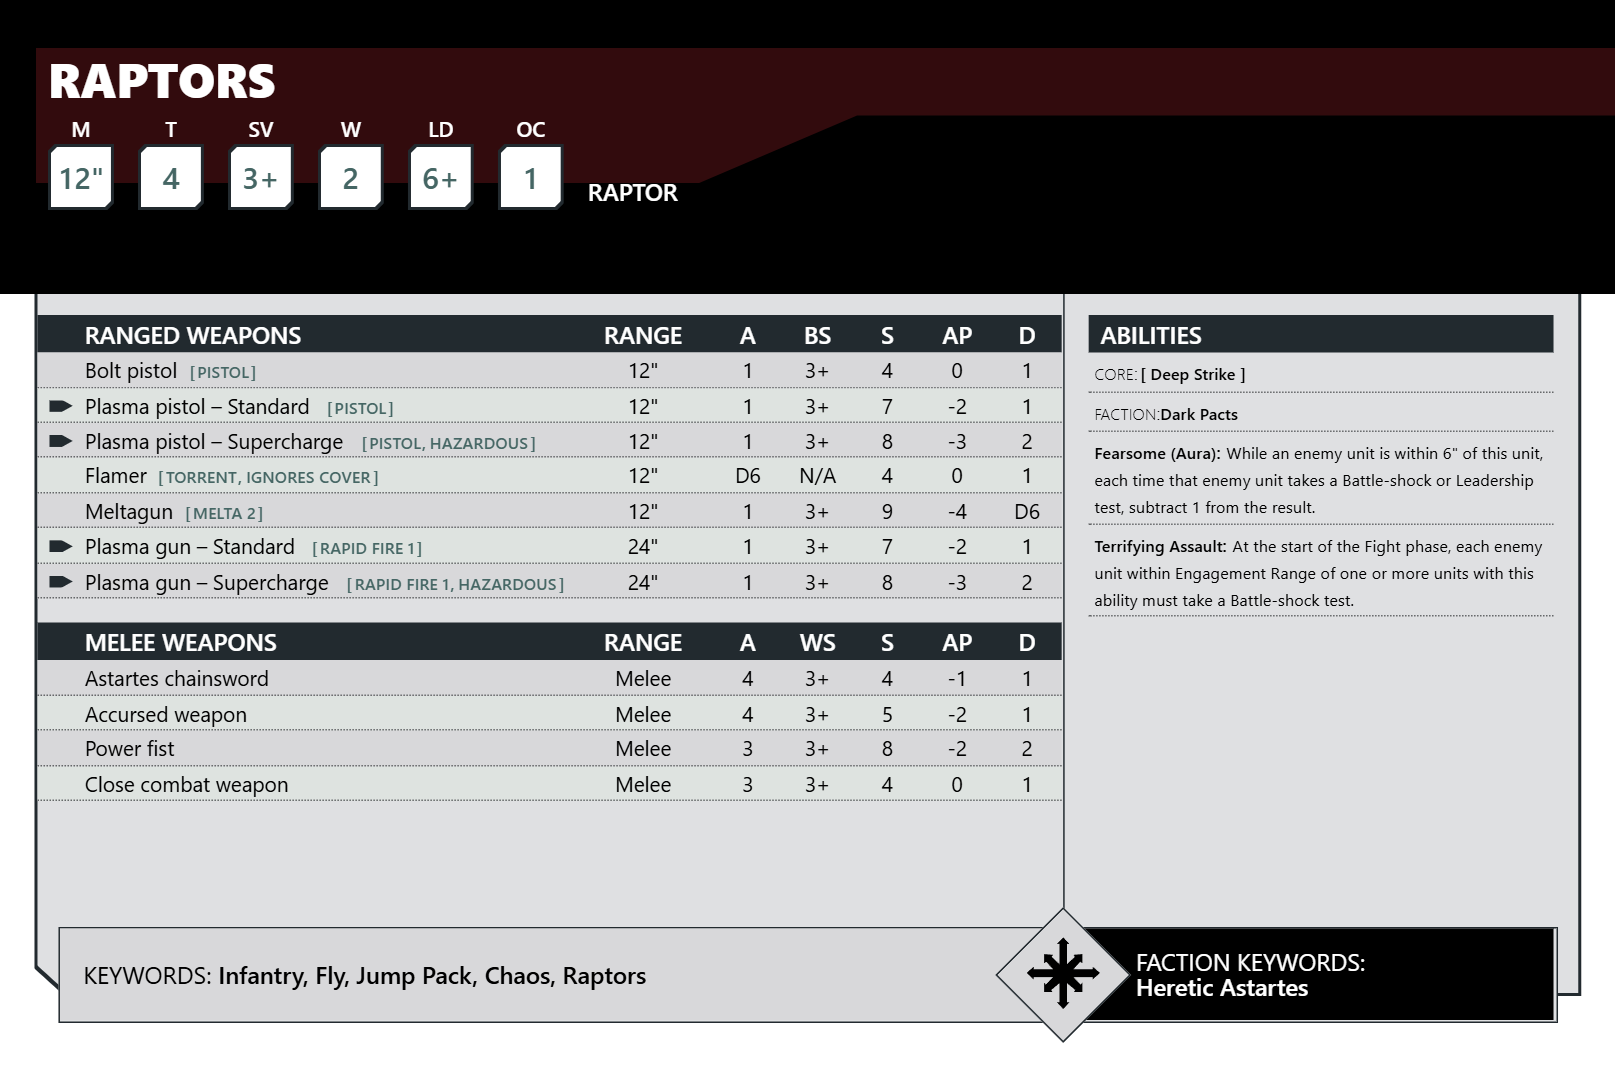 RAPTORS
M T SV W LD OC
12" 4 3+ 2 6+ 1 RAPTOR
RANGED WEAPONS RANGE A BS S AP D
Bolt pistol [PISTOL] 12" 1 3+ 4 0 1
Plasma pistol – Standard [PISTOL] 12" 1 3+ 7 -2 1
Plasma pistol – Supercharge [PISTOL, HAZARDOUS] 12" 1 3+ 8 -3 2
Flamer [TORRENT, IGNORES COVER] 12" D6 N/A 4 0 1
Meltagun [MELTA 2] 12" 1 3+ 9 -4 D6
Plasma gun – Standard [RAPID FIRE 1] 24" 1 3+ 7 -2 1
Plasma gun – Supercharge [RAPID FIRE 1, HAZARDOUS] 24" 1 3+ 8 -3 2
MELEE WEAPONS RANGE A WS S AP D
Astartes chainsword Melee 4 3+ 4 -1 1
Accursed weapon Melee 4 3+ 5 -2 1
Power fist Melee 3 3+ 8 -2 2
Close combat weapon Melee 3 3+ 4 0 1
ABILITIES
CORE: [ Deep Strike ]
FACTION:Dark Pacts
Fearsome (Aura): While an enemy unit is within 6" of this unit,
each time that enemy unit takes a Battle-shock or Leadership
test, subtract 1 from the result.
Terrifying Assault: At the start of the Fight phase, each enemy
unit within Engagement Range of one or more units with this
ability must take a Battle-shock test.
KEYWORDS: Infantry, Fly, Jump Pack, Chaos, Raptors
FACTION KEYWORDS:
Heretic Astartes